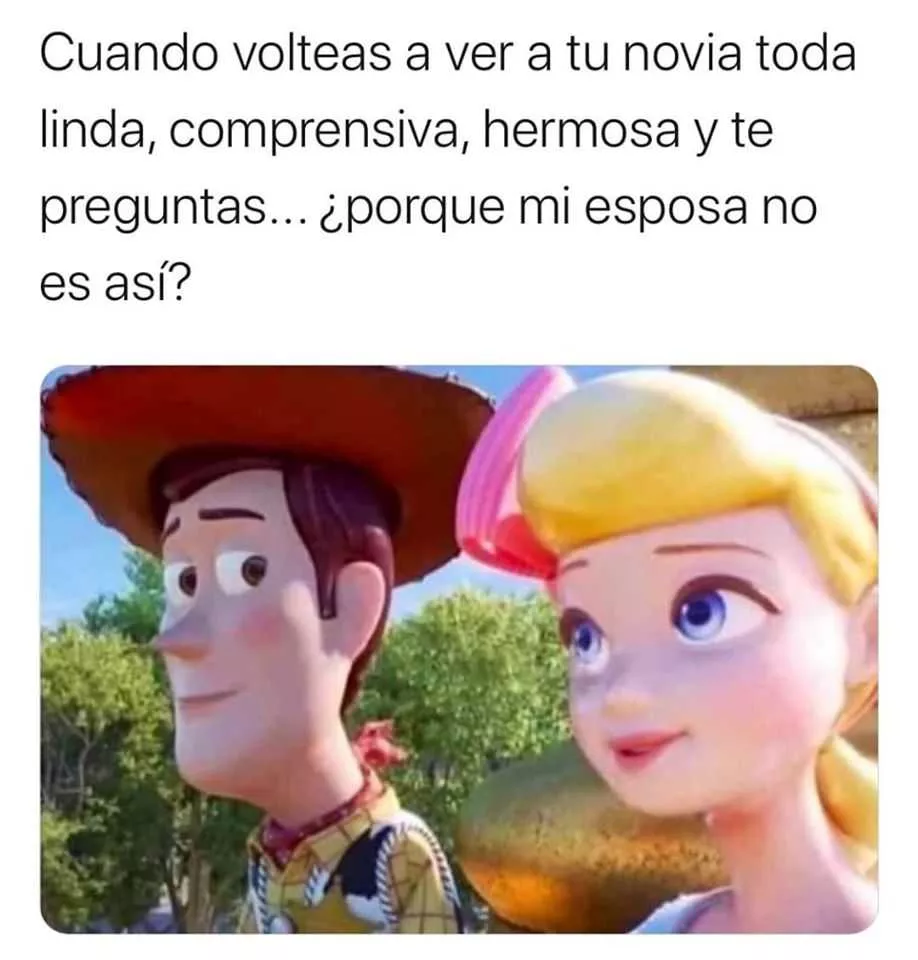 Cuando volteas a ver a tu novia toda
linda, comprensiva, hermosa y te
preguntas... ¿porque mi esposa no
es así?